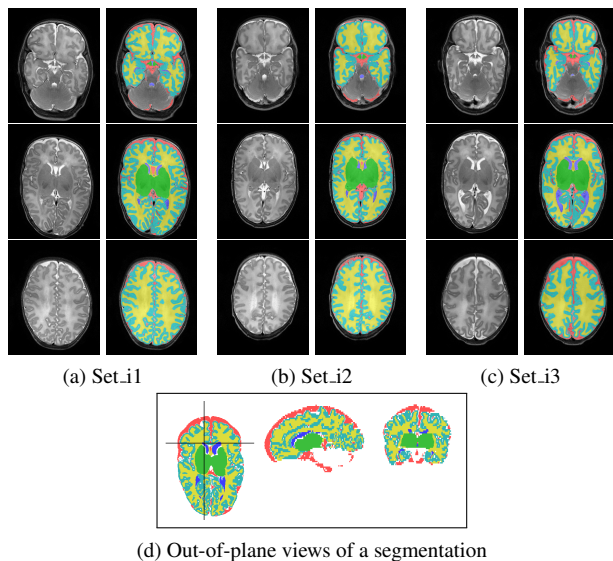 (a) Set_i1
(b) Set_i2
(c) Set_i3
(d) Out-of-plane views of a segmentation